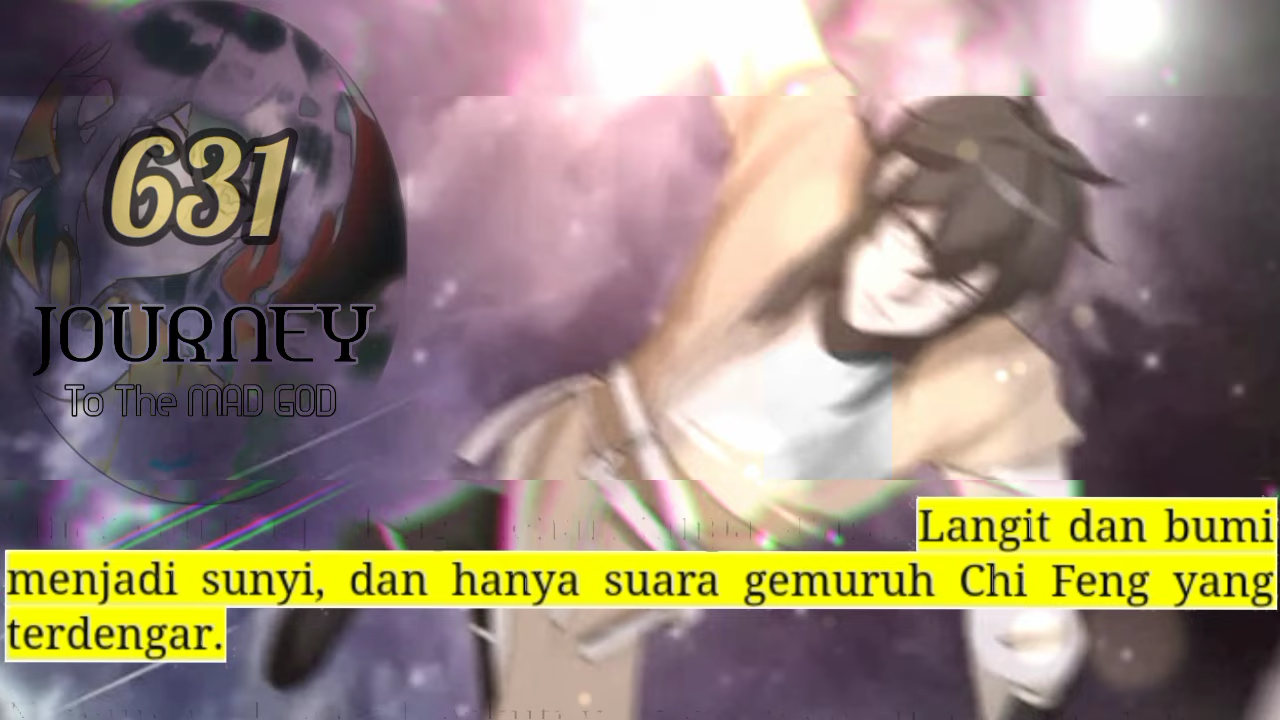 631
JOURNEY
To The MAD GOD
Langit dan bumi
menjadi sunyi, dan hanya suara gemuruh Chi Feng yang
terdengar.